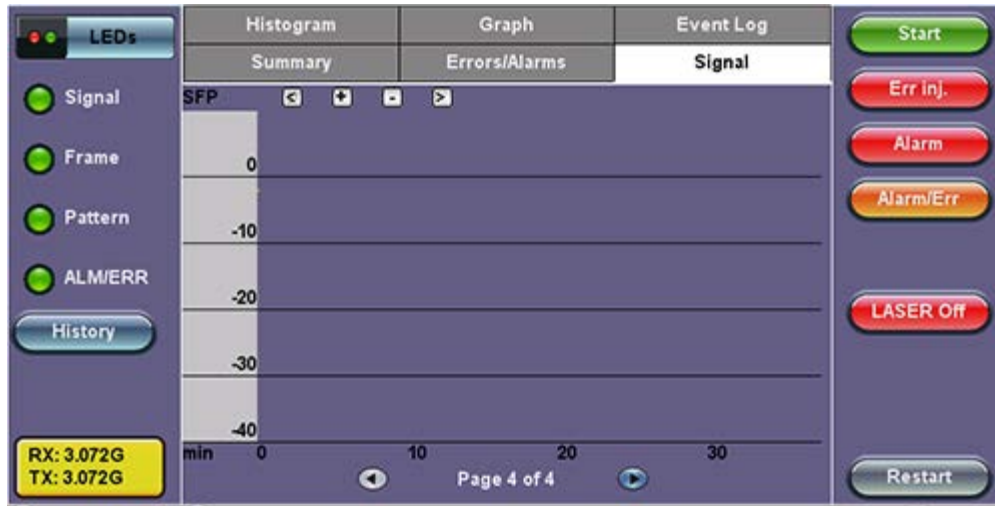 LEDs
Signal
Frame
Pattern
ALM/ERR
History
RX: 3.072G
TX: 3.072G
Histogram Graph Event Log
Summary Errors/Alarms Signal
SFP < + - >
0
-10
-20
-30
-40
min 0 10 20 30
Page 4 of 4
Start
Err inj.
Alarm
Alarm/Err
LASER Off
Restart